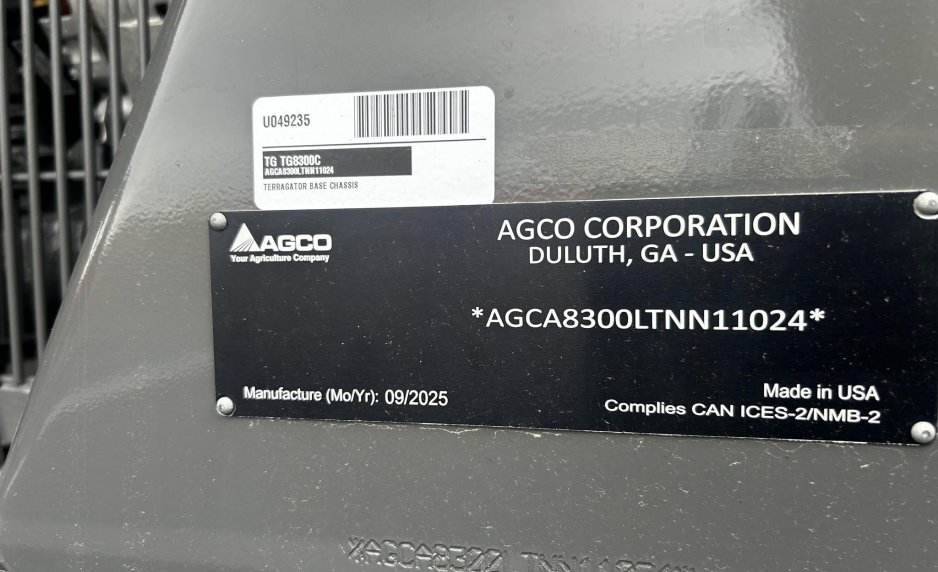 U049235
TG TG8300C
AGCA8300LTNN11024
TERRAGATOR BASE CHASSIS
AGCO
Your Agriculture Company
AGCO CORPORATION
DULUTH, GA - USA
*AGCA8300LTNN11024*
Manufacture (Mo/Yr): 09/2025
Made in USA
Complies CAN ICES-2/NMB-2